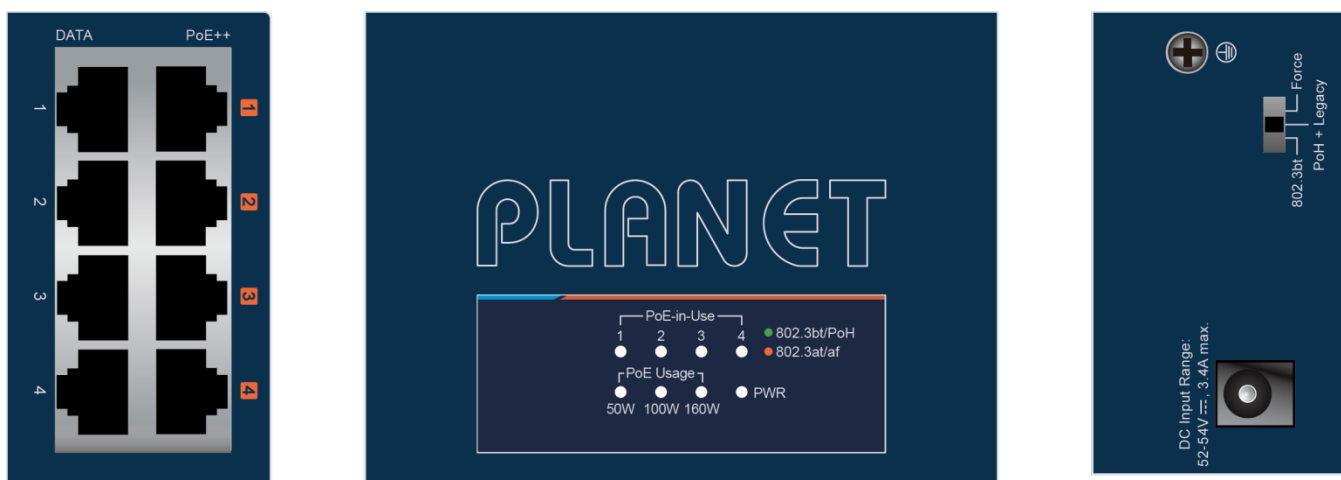 DATA PoE++
1 1
2 2
3 3
4 4
PLANET
PoE-in-Use
1 2 3 4
802.3bt/PoH
802.3at/af
PoE Usage
50W 100W 160W
PWR
Force
PoH + Legacy
802.3bt
DC Input Range:
52-54V ⎓, 3.4A max.